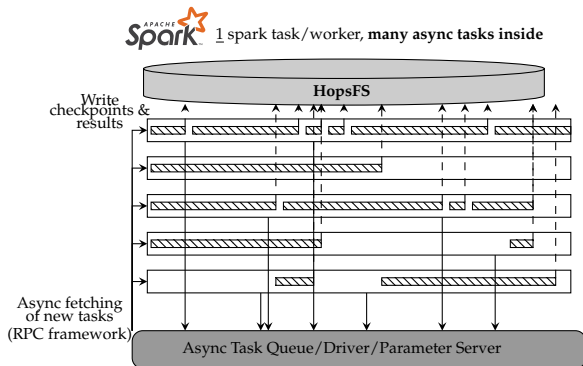 APACHE
Spark
1 spark task/worker, many async tasks inside
HopsFS
Write
checkpoints &
results
Async fetching
of new tasks
(RPC framework)
Async Task Queue/Driver/Parameter Server